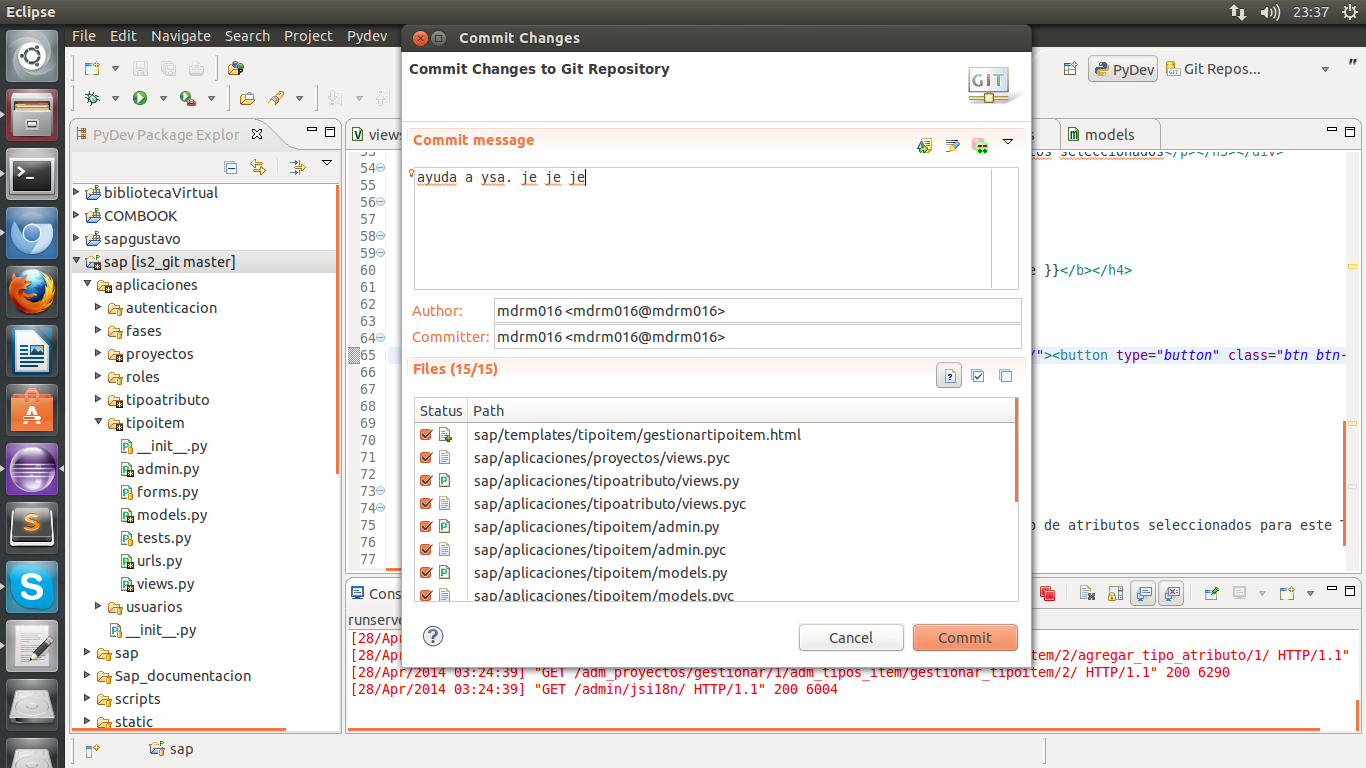 Eclipse
23:37
File Edit Navigate Search Project Pydev
Commit Changes
Commit Changes to Git Repository
GIT
PyDev
Git Repos...
PyDev Package Explor
models
Commit message
ayuda a ysa. je je je
Author: mdrm016 <mdrm016@mdrm016>
Committer: mdrm016 <mdrm016@mdrm016>
Files (15/15)
Status Path
sap/templates/tipoitem/gestionartipoitem.html
sap/aplicaciones/proyectos/views.pyc
sap/aplicaciones/tipoatributo/views.py
sap/aplicaciones/tipoatributo/views.pyc
sap/aplicaciones/tipoitem/admin.py
sap/aplicaciones/tipoitem/admin.pyc
sap/aplicaciones/tipoitem/models.py
sap/aplicaciones/tipoitem/models.pyc
Cancel
Commit
bibliotecaVirtual
COMBOOK
sapgustavo
sap [is2_git master]
aplicaciones
autenticacion
fases
proyectos
roles
tipoatributo
tipoitem
__init__.py
admin.py
forms.py
models.py
tests.py
urls.py
views.py
usuarios
__init__.py
sap
Sap_documentacion
scripts
static
views
53
54
55
56
57
58
59
60
61
62
63
64
65
66
67
68
69
70
71
72
73
74
75
76
77
os seleccionados</p></h5></div>
e }}</b></h4>
/"><button type="button" class="btn btn-
o de atributos seleccionados para este T
Cons
runserve
[28/Apr
[28/Apr
tem/2/agregar_tipo_atributo/1/ HTTP/1.1"
[28/Apr/2014 03:24:39] "GET /adm_proyectos/gestionar/1/adm_tipos_item/gestionar_tipoitem/2/ HTTP/1.1" 200 6290
[28/Apr/2014 03:24:39] "GET /admin/jsi18n/ HTTP/1.1" 200 6004
sap